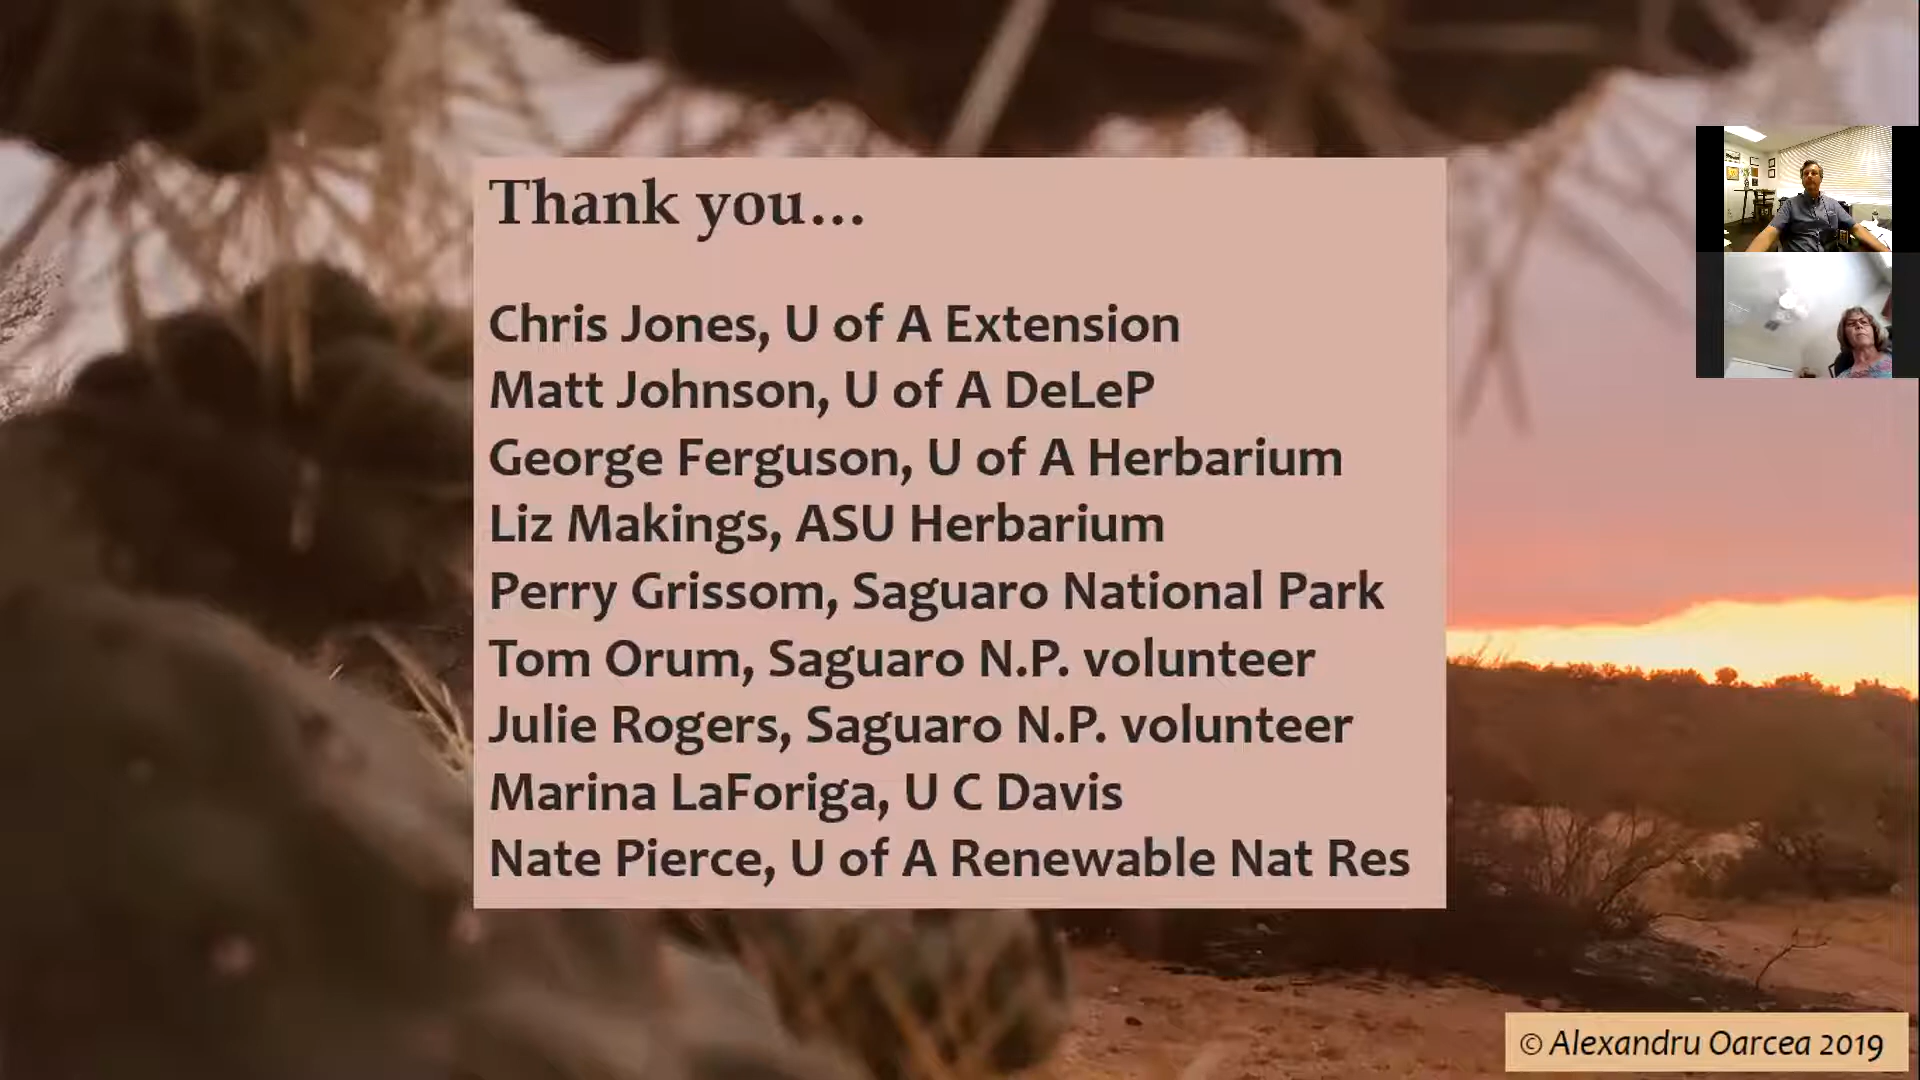 Thank you...
Chris Jones, U of A Extension
Matt Johnson, U of A DeLeP
George Ferguson, U of A Herbarium
Liz Makings, ASU Herbarium
Perry Grissom, Saguaro National Park
Tom Orum, Saguaro N.P. volunteer
Julie Rogers, Saguaro N.P. volunteer
Marina LaForiga, U C Davis
Nate Pierce, U of A Renewable Nat Res
© Alexandru Oarcea 2019